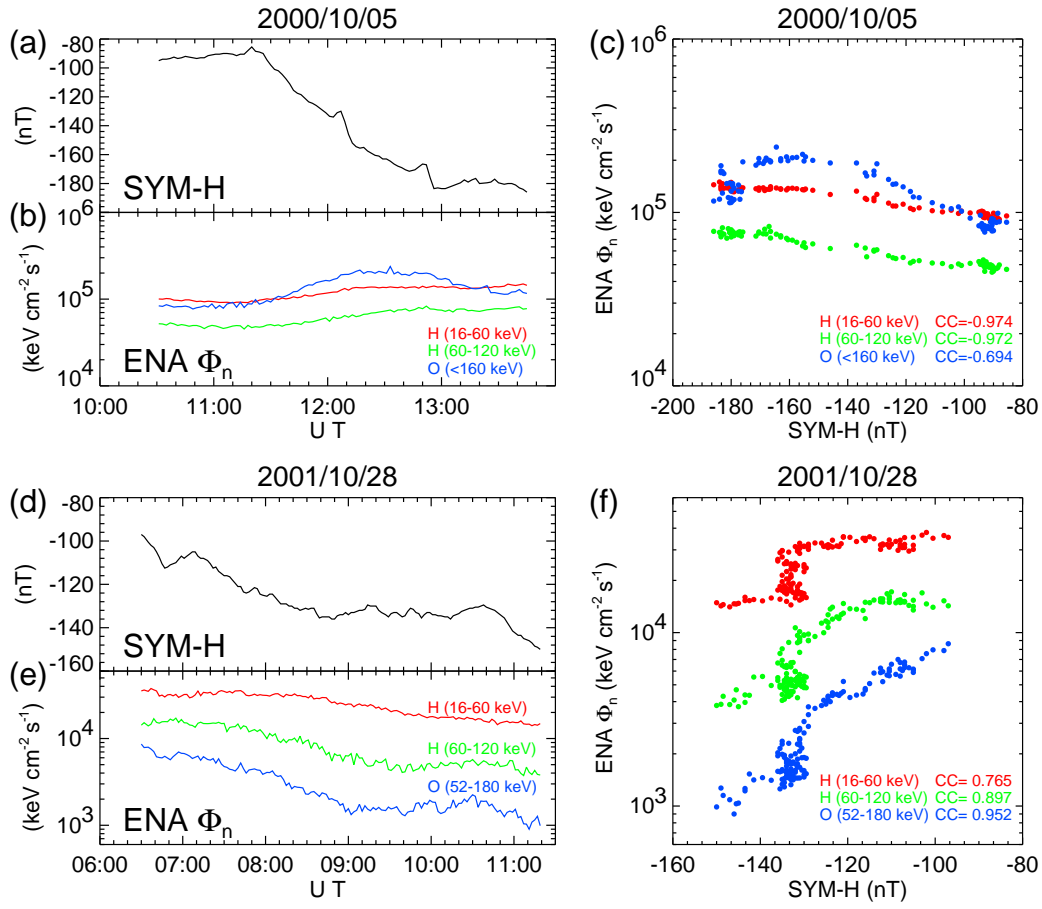 2000/10/05
(a)
-80
-100
-120
-140
-160
-180
(nT)
SYM-H
(b)
10^6
10^5
10^4
(keV cm^-2 s^-1)
H (16-60 keV)
H (60-120 keV)
O (<160 keV)
ENA Φn
10:00 11:00 12:00 13:00
U T
2000/10/05
(c)
10^6
10^5
10^4
ENA Φn (keV cm^-2 s^-1)
H (16-60 keV) CC=-0.974
H (60-120 keV) CC=-0.972
O (<160 keV) CC=-0.694
-200 -180 -160 -140 -120 -100 -80
SYM-H (nT)
2001/10/28
(d)
-80
-100
-120
-140
-160
(nT)
SYM-H
(e)
10^4
10^3
(keV cm^-2 s^-1)
H (16-60 keV)
H (60-120 keV)
O (52-180 keV)
ENA Φn
06:00 07:00 08:00 09:00 10:00 11:00
U T
2001/10/28
(f)
10^4
10^3
ENA Φn (keV cm^-2 s^-1)
H (16-60 keV) CC= 0.765
H (60-120 keV) CC= 0.897
O (52-180 keV) CC= 0.952
-160 -140 -120 -100 -80
SYM-H (nT)